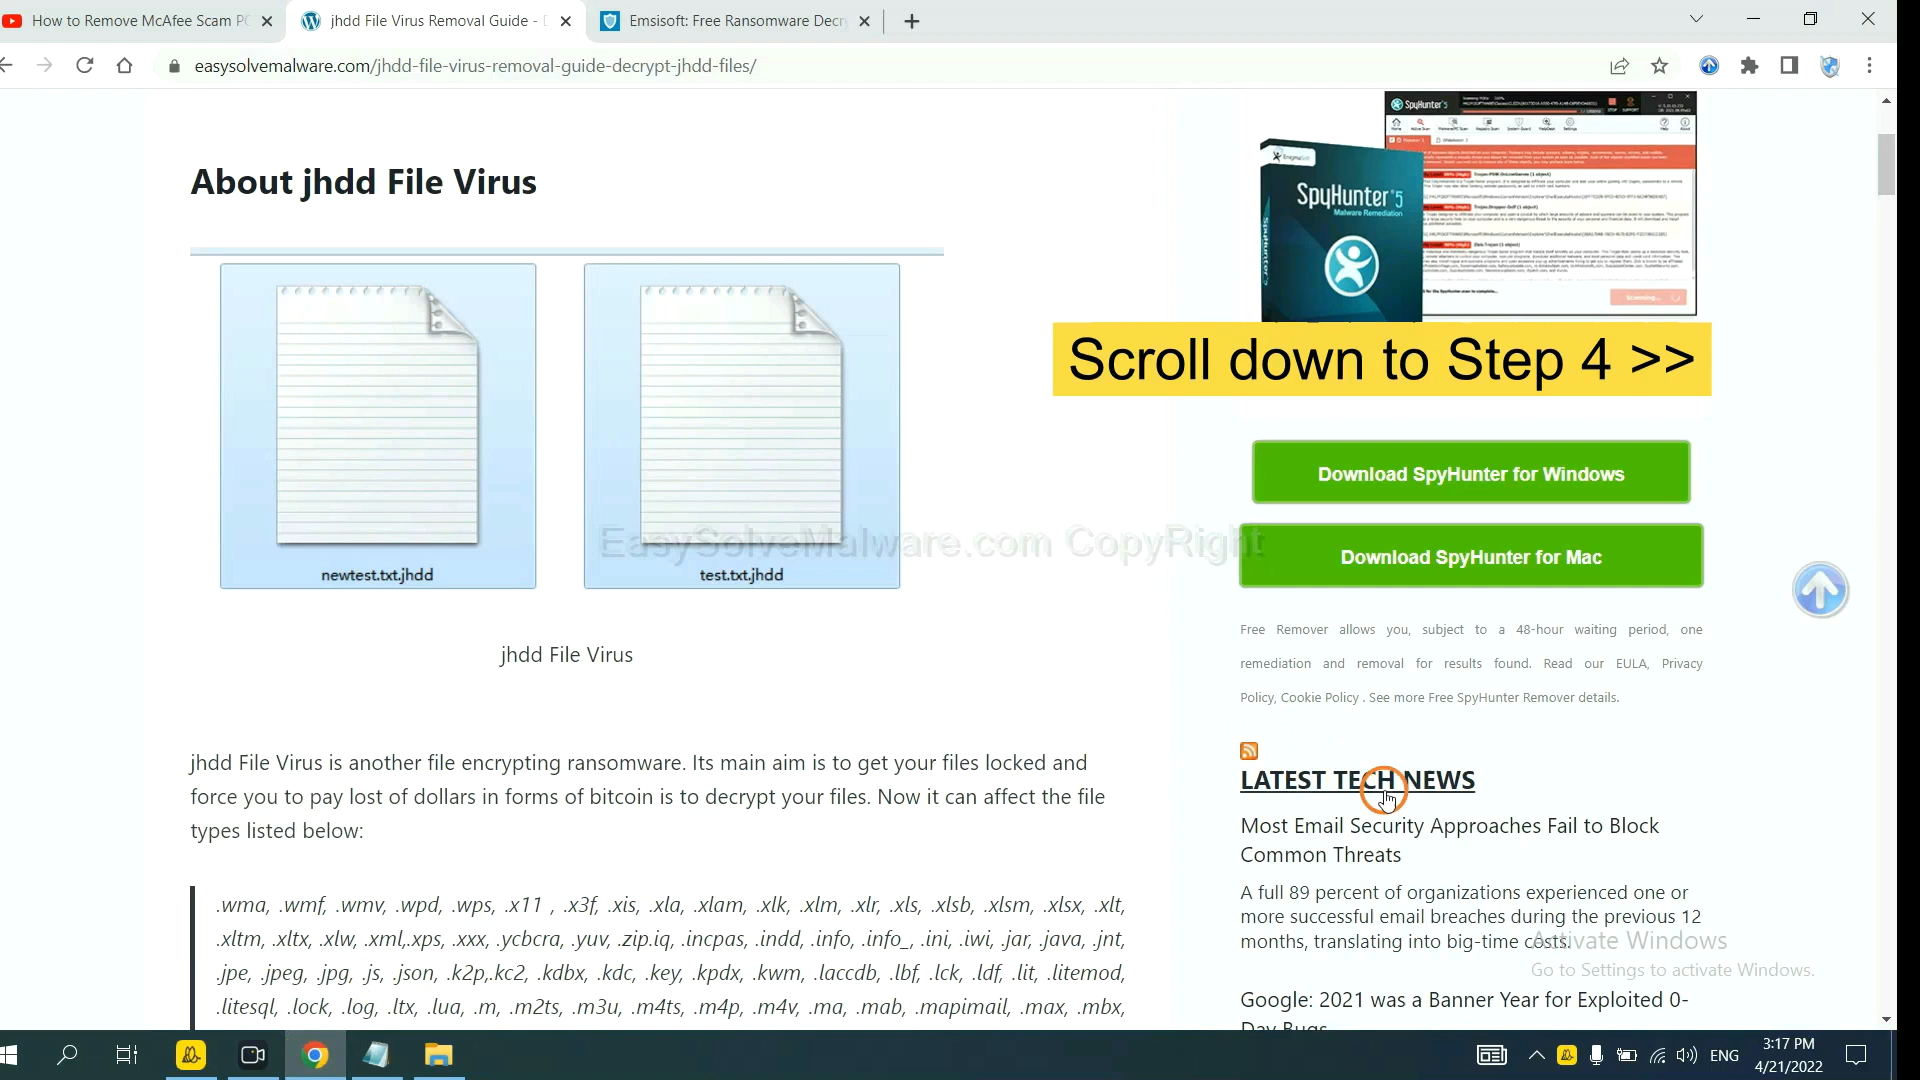 How to Remove McAfee Scam PO
jhdd File Virus Removal Guide -
Emsisoft: Free Ransomware Decry
easysolvemalware.com/jhdd-file-virus-removal-guide-decrypt-jhdd-files/
About jhdd File Virus
newtest.txt.jhdd
test.txt.jhdd
EasySolveMalware.com CopyRight
jhdd File Virus
jhdd File Virus is another file encrypting ransomware. Its main aim is to get your files locked and
force you to pay lost of dollars in forms of bitcoin is to decrypt your files. Now it can affect the file
types listed below:
.wma, .wmf, .wmv, .wpd, .wps, .x11 , .x3f, .xis, .xla, .xlam, .xlk, .xlm, .xlr, .xls, .xlsb, .xlsm, .xlsx, .xlt,
.xltm, .xltx, .xlw, .xml,.xps, .xxx, .ycbcra, .yuv, .zip.iq, .incpas, .indd, .info, .info_, .ini, .iwi, .jar, .java, .jnt,
.jpe, .jpeg, .jpg, .js, .json, .k2p,.kc2, .kdbx, .kdc, .key, .kpdx, .kwm, .laccdb, .lbf, .lck, .ldf, .lit, .litemod,
.litesql, .lock, .log, .ltx, .lua, .m, .m2ts, .m3u, .m4ts, .m4p, .m4v, .ma, .mab, .mapimail, .max, .mbx,
EnigmaSoft
SpyHunter 5
Malware Remediation
SpyHunter 5
Scanning...
Scroll down to Step 4 >>
Download SpyHunter for Windows
Download SpyHunter for Mac
Free Remover allows you, subject to a 48-hour waiting period, one
remediation and removal for results found. Read our EULA, Privacy
Policy, Cookie Policy . See more Free SpyHunter Remover details.
LATEST TECH NEWS
Most Email Security Approaches Fail to Block
Common Threats
A full 89 percent of organizations experienced one or
more successful email breaches during the previous 12
months, translating into big-time costs.
Google: 2021 was a Banner Year for Exploited 0-
Day Bugs
Activate Windows
Go to Settings to activate Windows.
ENG
3:17 PM
4/21/2022